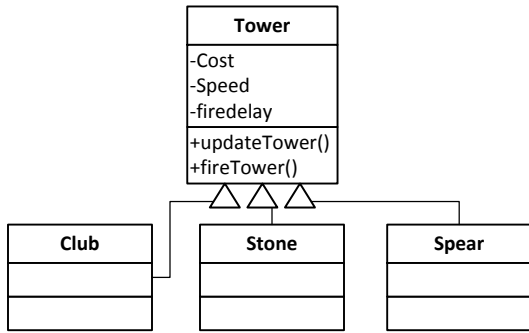 Tower
-Cost
-Speed
-firedelay
+updateTower()
+fireTower()
Club
Stone
Spear